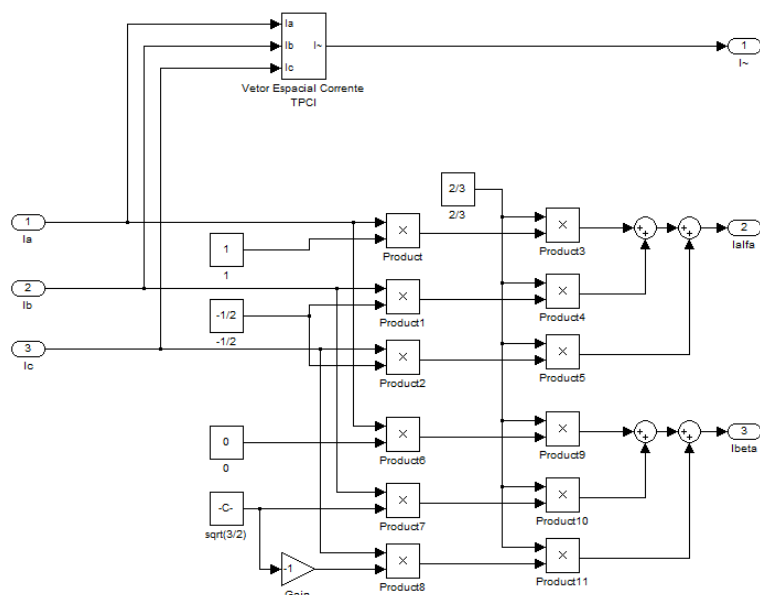 Ia
Ib
Ic
I~
Vetor Espacial Corrente
TPCI
1
I~
1
Ia
2
Ib
3
Ic
1
1
-1/2
-1/2
0
0
-C-
sqrt(3/2)
-1
Gain
2/3
2/3
×
Product
×
Product1
×
Product2
×
Product6
×
Product7
×
Product8
×
Product3
×
Product4
×
Product5
×
Product9
×
Product10
×
Product11
+
+
+
+
2
Ialfa
+
+
+
+
3
Ibeta